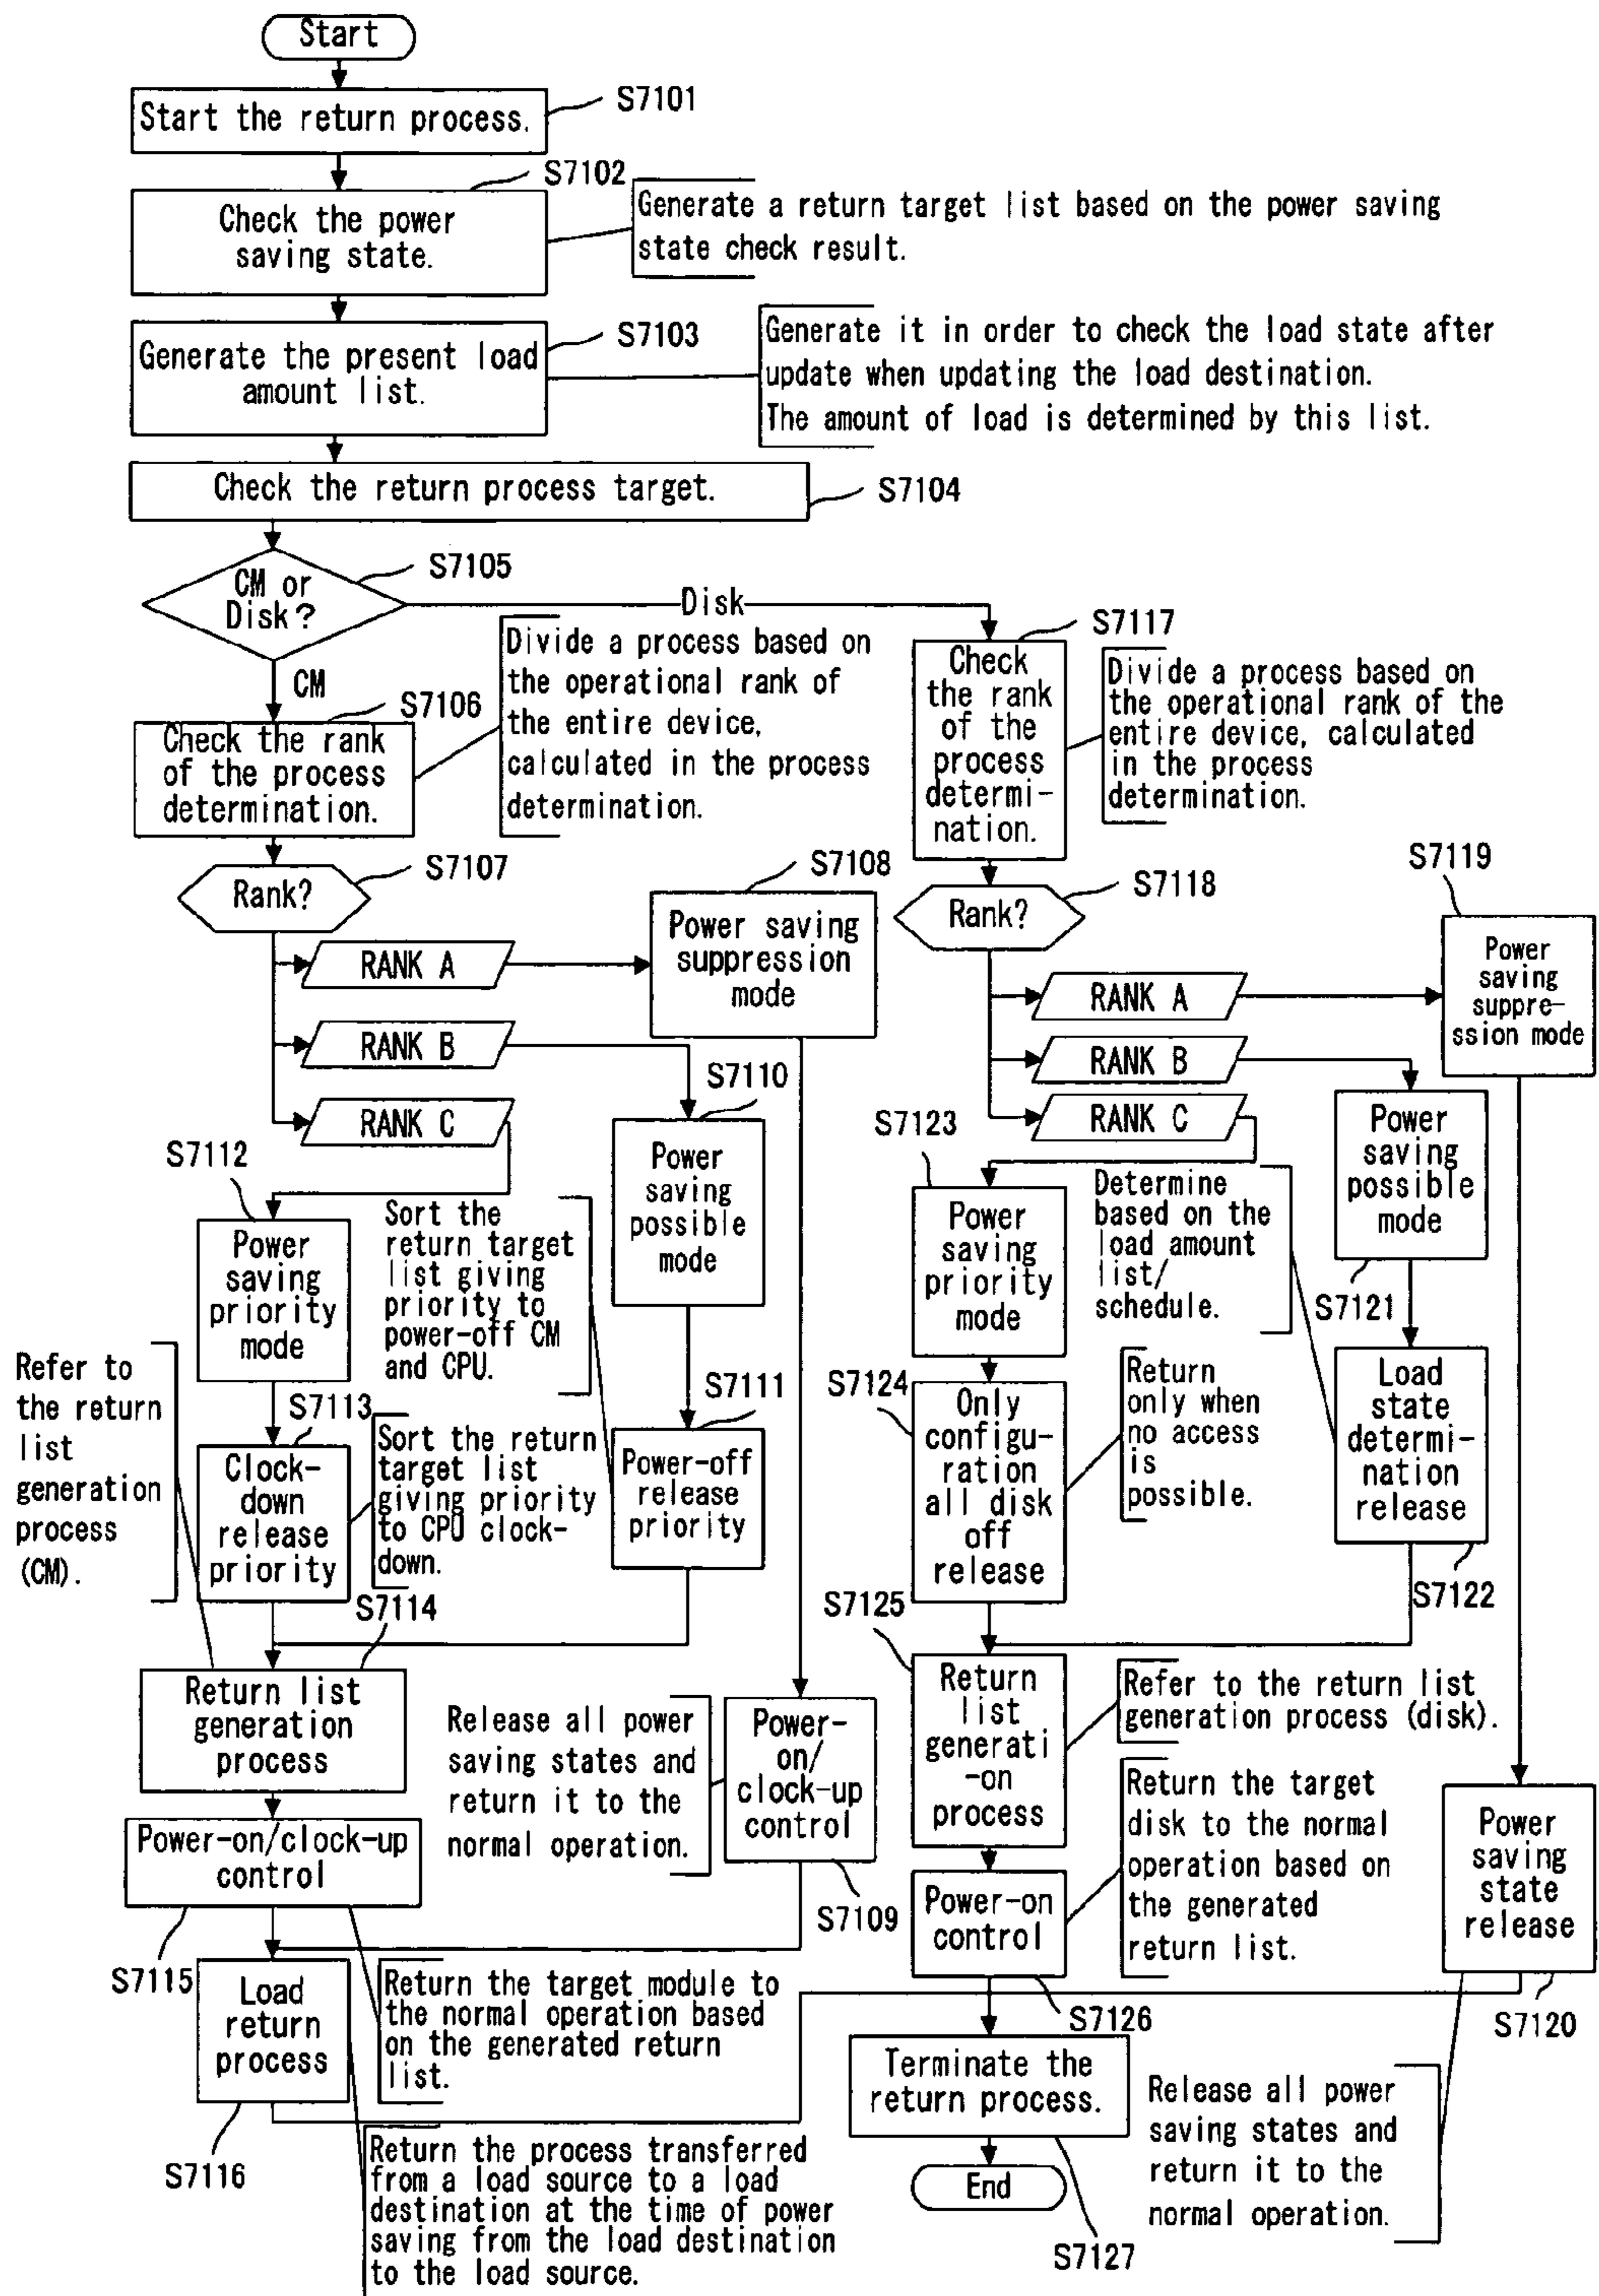 Start
Start the return process.
S7101
S7102
Check the power
saving state.
Generate a return target list based on the power saving
state check result.
S7103
Generate the present load
amount list.
Generate it in order to check the load state after
update when updating the load destination.
The amount of load is determined by this list.
Check the return process target.
S7104
CM or
Disk?
S7105
Disk
CM
S7106
Check the rank
of the process
determination.
Divide a process based on
the operational rank of
the entire device,
calculated in the process
determination.
S7117
Check
the rank
of the
process
determi-
nation.
Divide a process based on
the operational rank of the
entire device, calculated
in the process
determination.
Rank?
S7107
RANK A
RANK B
RANK C
S7108
Power saving
suppression
mode
Rank?
S7118
RANK A
RANK B
RANK C
S7119
Power
saving
suppre-
ssion mode
S7110
Power
saving
possible
mode
S7112
Power
saving
priority
mode
Sort the
return target
list giving
priority to
power-off CM
and CPU.
S7123
Power
saving
priority
mode
Determine
based on the
load amount
list/
schedule.
Power
saving
possible
mode
S7121
Refer to
the return
list
generation
process
(CM).
S7113
Clock-
down
release
priority
Sort the return
target list
giving priority
to CPU clock-
down.
S7111
Power-off
release
priority
S7124
Only
configu-
ration
all disk
off
release
Return
only when
no access
is
possible.
Load
state
determi-
nation
release
S7122
S7114
Return list
generation
process
Release all power
saving states and
return it to the
normal operation.
Power-
on/
clock-up
control
S7109
S7125
Return
list
generati
-on
process
Refer to the return list
generation process (disk).
Power-on/clock-up
control
S7115
Return the target
disk to the normal
operation based on
the generated
return list.
Power-on
control
S7126
Power
saving
state
release
S7120
Load
return
process
S7116
Return the target module to
the normal operation based
on the generated return
list.
Terminate the
return process.
S7127
Release all power
saving states and
return it to the
normal operation.
Return the process transferred
from a load source to a load
destination at the time of power
saving from the load destination
to the load source.
End